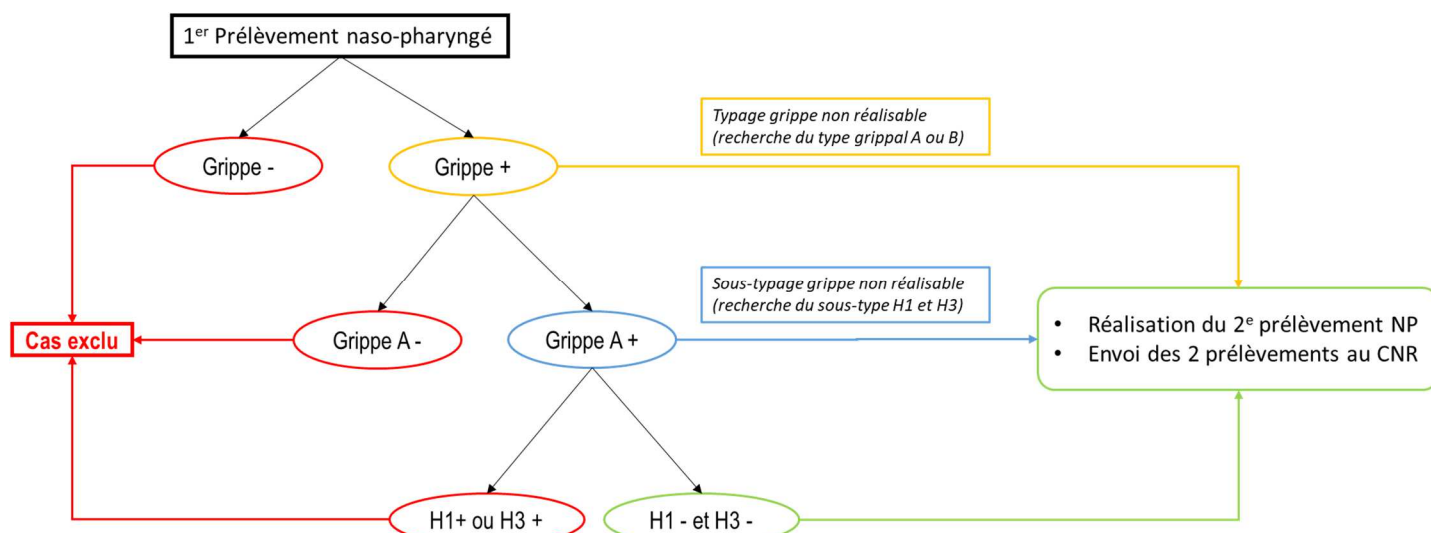 1er Prélèvement naso-pharyngé
Typage grippe non réalisable
(recherche du type grippal A ou B)
Grippe -
Grippe +
Sous-typage grippe non réalisable
(recherche du sous-type H1 et H3)
Cas exclu
Grippe A -
Grippe A +
• Réalisation du 2e prélèvement NP
• Envoi des 2 prélèvements au CNR
H1+ ou H3 +
H1 - et H3 -